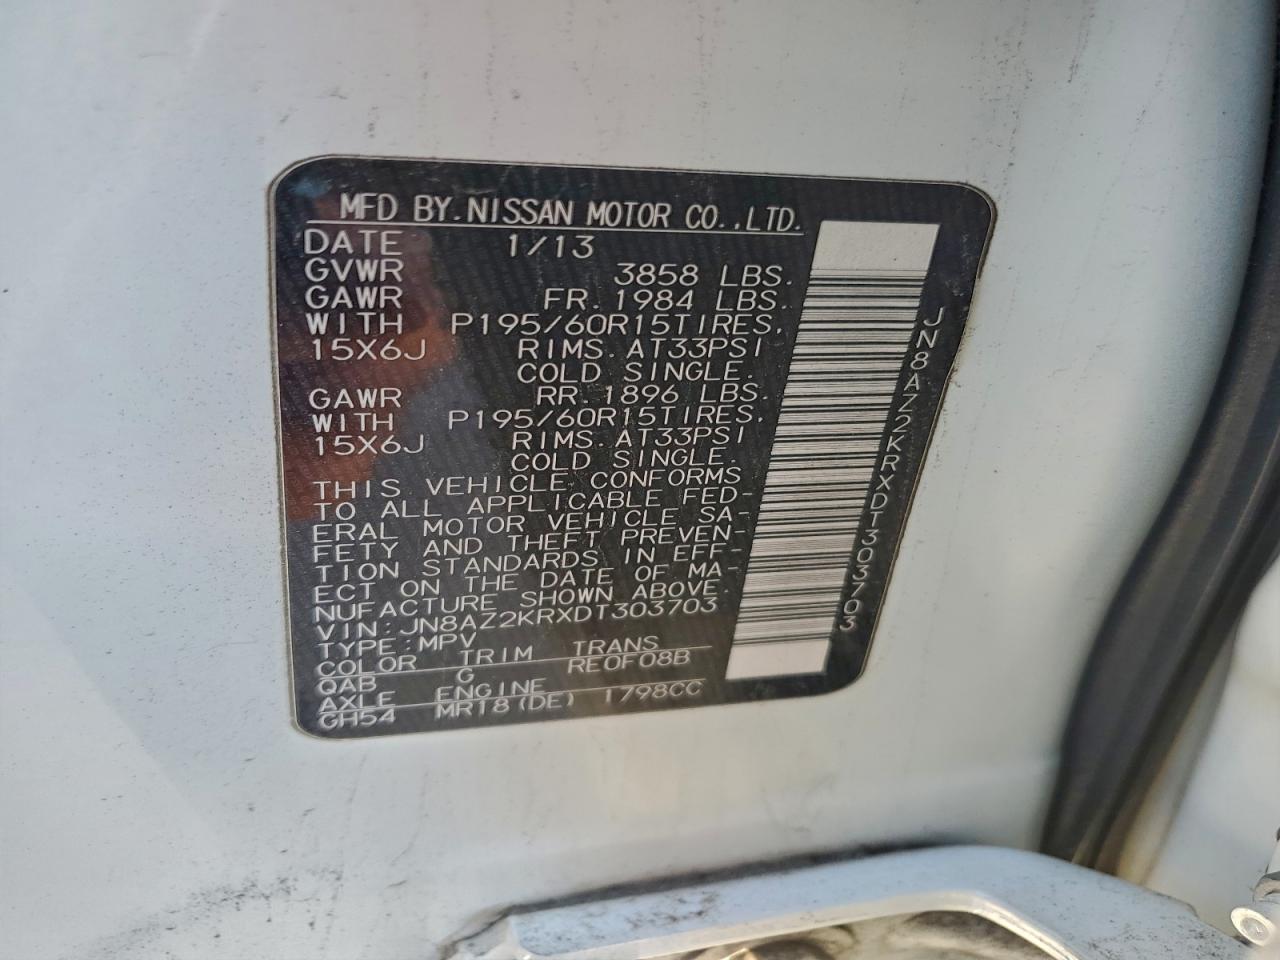 MFD BY.NISSAN MOTOR CO.,LTD.
DATE 1/13
GVWR 3858 LBS.
GAWR FR. 1984 LBS.
WITH P195/60R15TIRES,
15X6J RIMS. AT33PSI
COLD SINGLE.
GAWR RR. 1896 LBS.
WITH P195/60R15TIRES,
15X6J RIMS. AT33PSI
COLD SINGLE.
THIS VEHICLE CONFORMS
TO ALL APPLICABLE FED-
ERAL MOTOR VEHICLE SA-
FETY AND THEFT PREVEN-
TION STANDARDS IN EFF-
ECT ON THE DATE OF MA-
NUFACTURE SHOWN ABOVE.
VIN:JN8AZ2KRXDT303703
TYPE:MPV
COLOR TRIM TRANS
QAB G RE0F08B
AXLE ENGINE
GH54 MR18(DE) 1798CC
JN8AZ2KRXDT303703